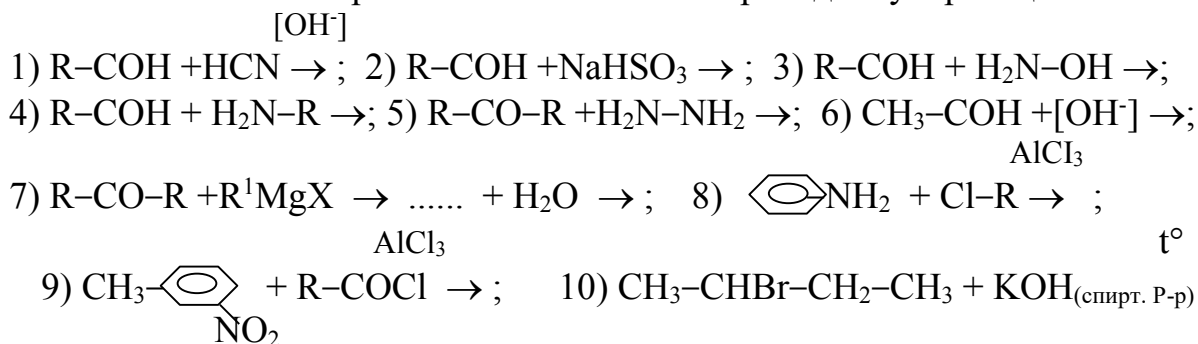 [OH⁻]
1) R–COH +HCN → ; 2) R–COH +NaHSO₃ → ; 3) R–COH + H₂N–OH →;
4) R–COH + H₂N–R →; 5) R–CO–R +H₂N–NH₂ →; 6) CH₃–COH +[OH⁻] →;
AlCI₃
7) R–CO–R +R¹MgX → ...... + H₂O → ; 8) NH₂ + Cl–R → ;
AlCl₃ t°
9) CH₃- + R–COCl → ; 10) CH₃–CHBr–CH₂–CH₃ + KOH(спирт. Р-р)
NO₂